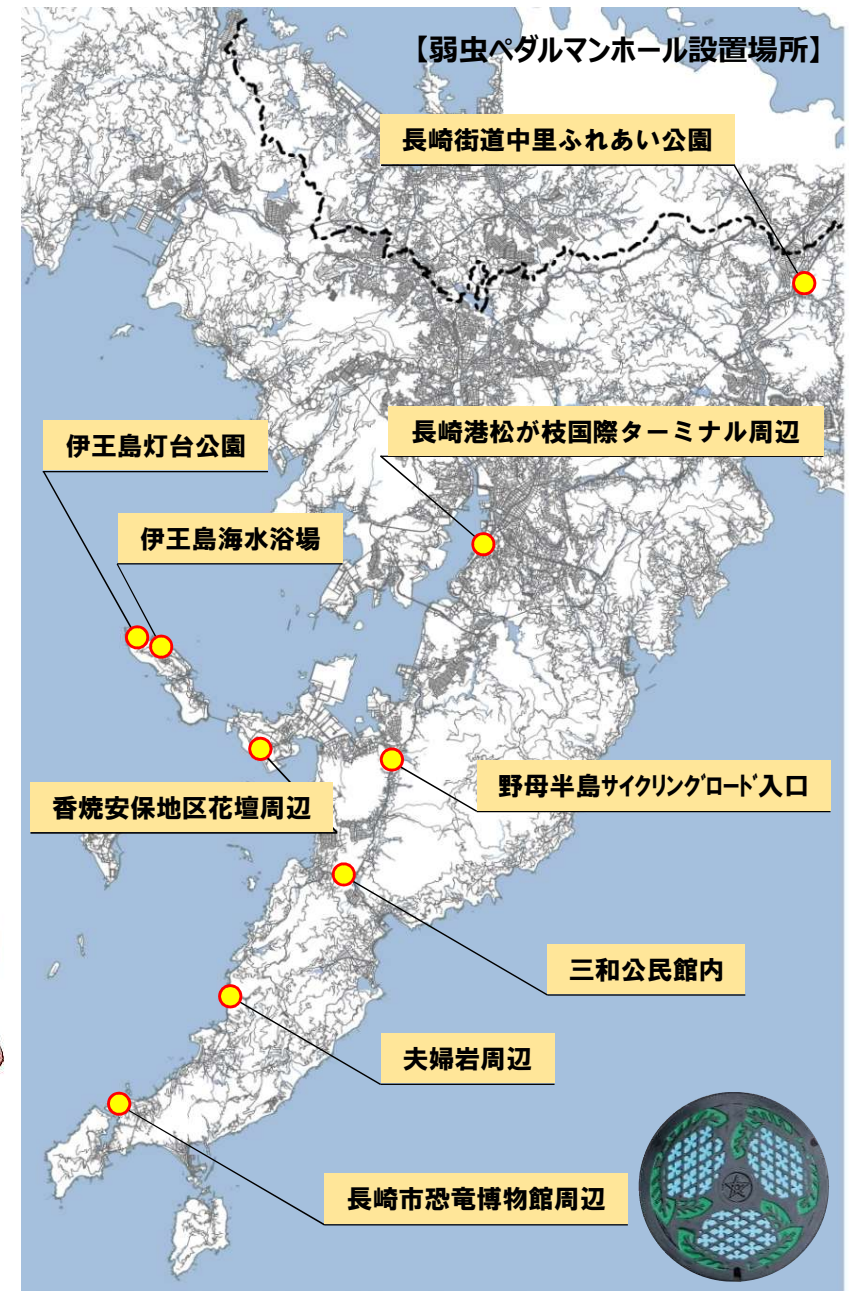 【弱虫ペダルマンホール設置場所】
長崎街道中里ふれあい公園
長崎港松が枝国際ターミナル周辺
伊王島灯台公園
伊王島海水浴場
野母半島サイクリングロード入口
香焼安保地区花壇周辺
三和公民館内
夫婦岩周辺
長崎市恐竜博物館周辺